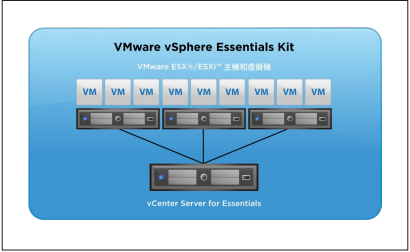 VMware vSphere Essentials Kit
VMware ESX®/ESXi™ 主機和虛擬機
VM VM VM VM VM VM VM VM VM
vCenter Server for Essentials